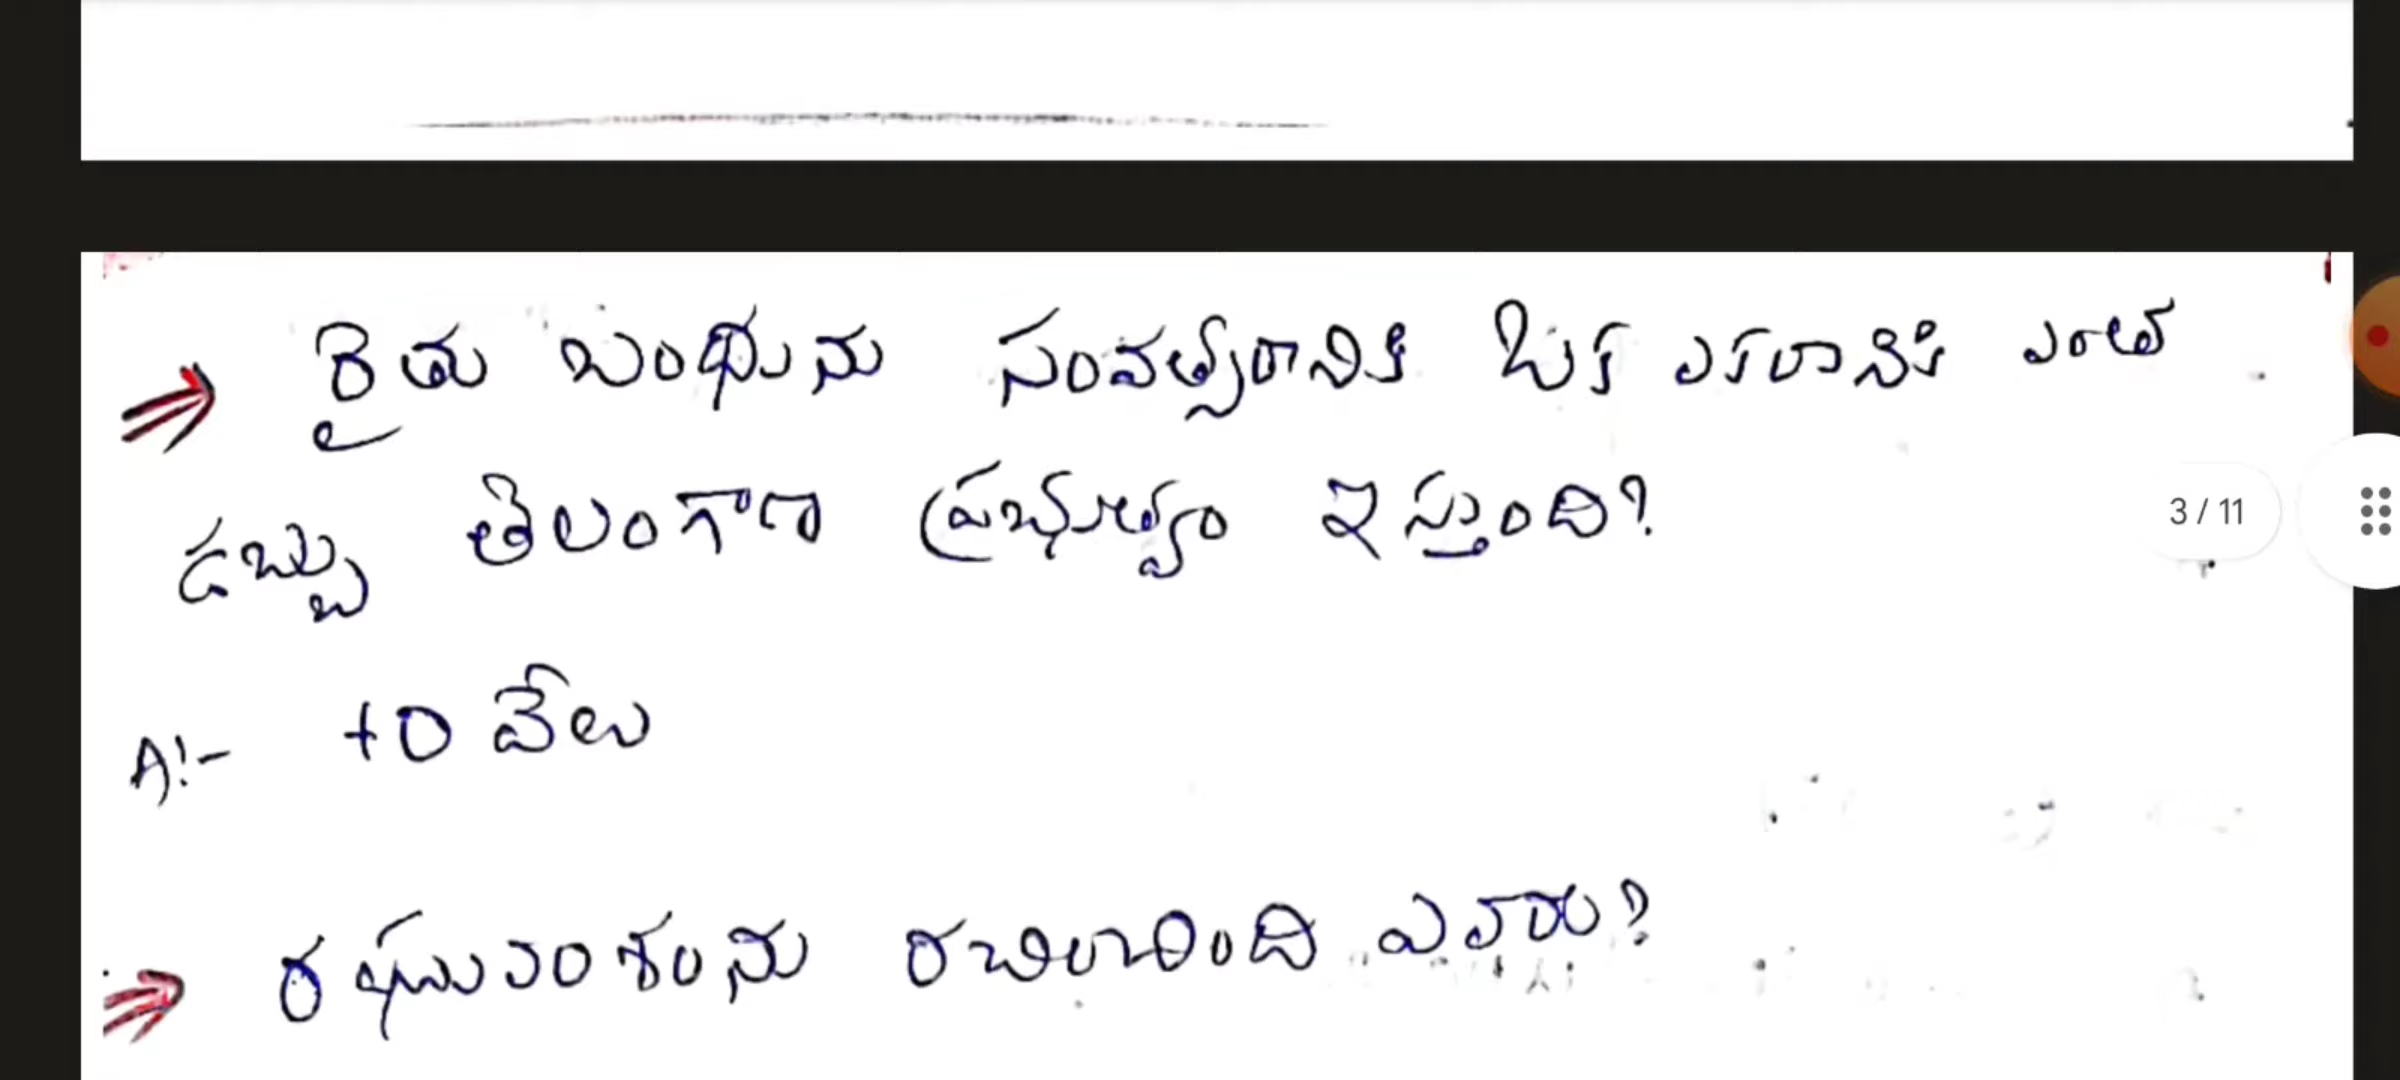 రైతు బంధును సంవత్సరానికి ఒక ఎకరానికి ఎంత
డబ్బు తెలంగాణ ప్రభుత్వం ఇస్తుంది?
3 / 11
A:- 10 వేలు
రఘువంశంను రచించింది ఎవరు?